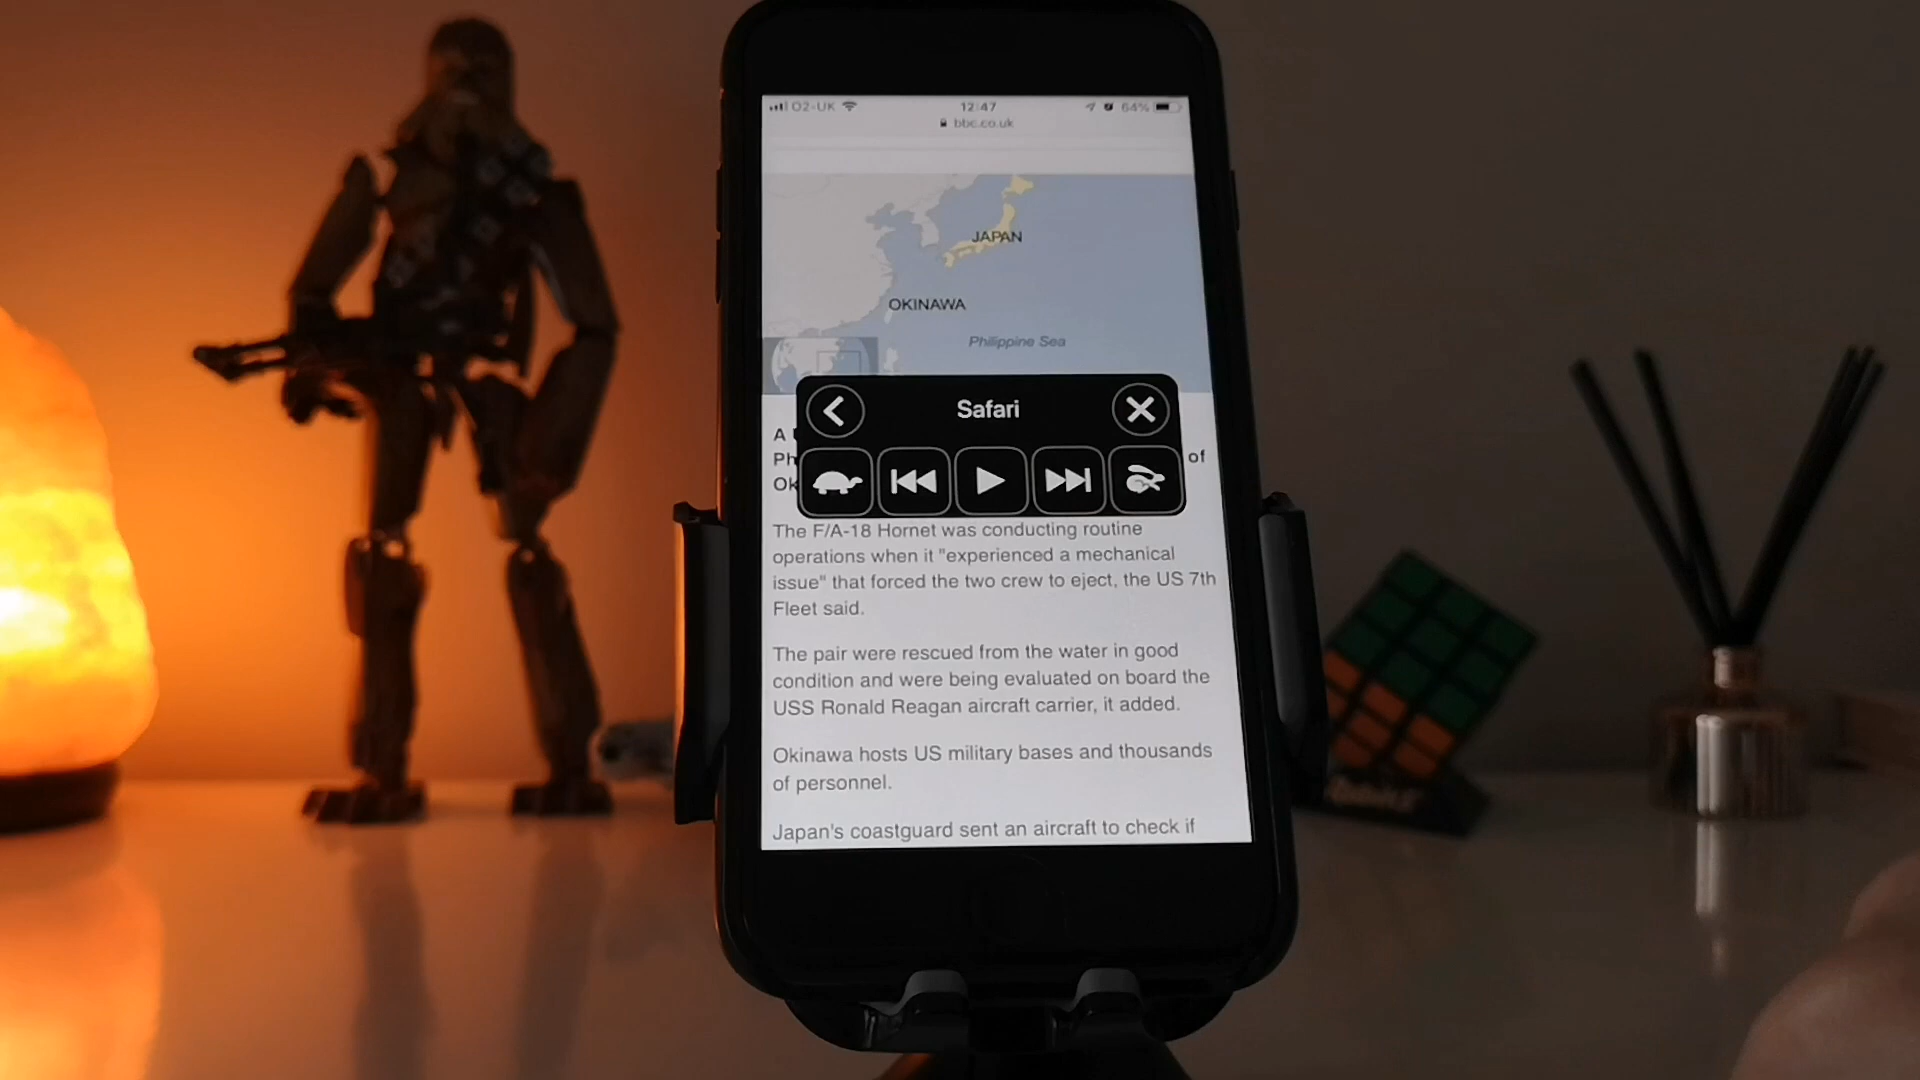 O2-UK 12:47 64%
bbc.co.uk
JAPAN
OKINAWA
Philippine Sea
Safari
A
Ph of
Ok
The F/A-18 Hornet was conducting routine
operations when it "experienced a mechanical
issue" that forced the two crew to eject, the US 7th
Fleet said.
The pair were rescued from the water in good
condition and were being evaluated on board the
USS Ronald Reagan aircraft carrier, it added.
Okinawa hosts US military bases and thousands
of personnel.
Japan's coastguard sent an aircraft to check if